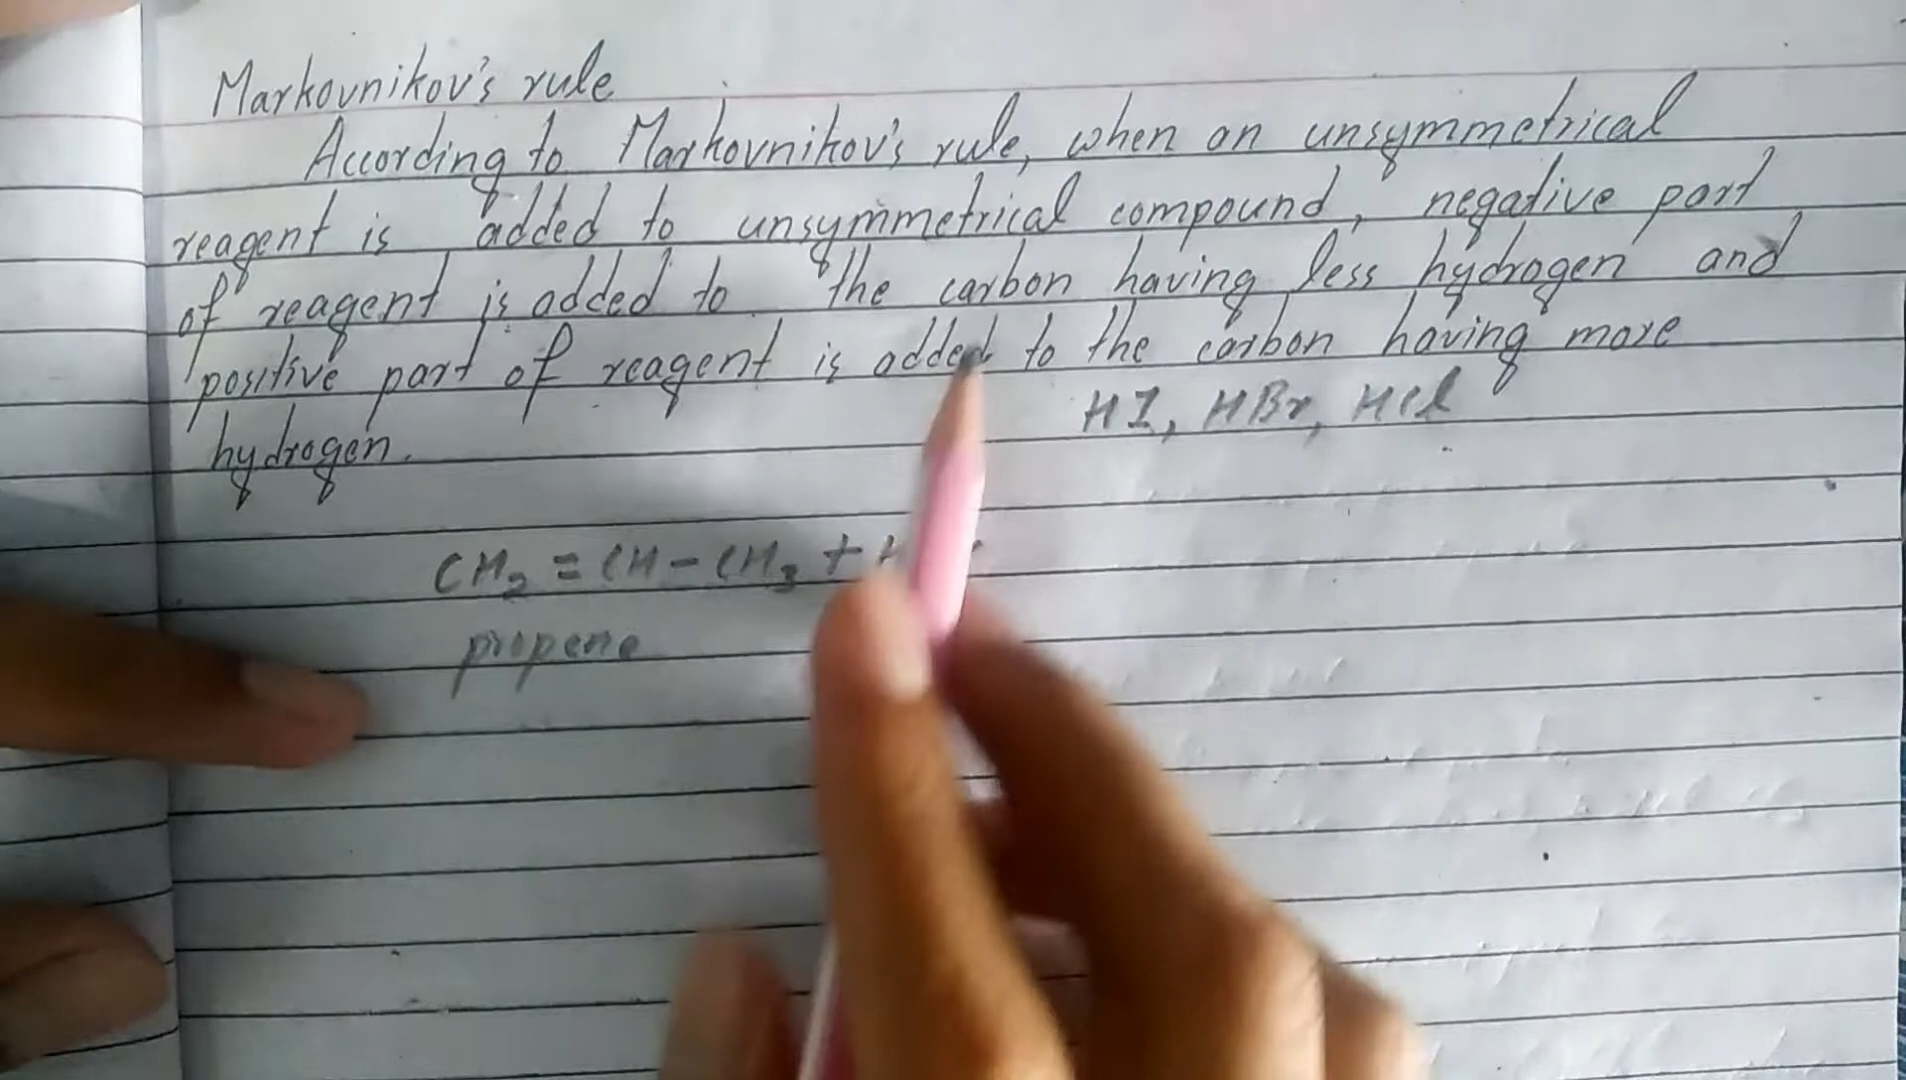 Markovnikov's rule
According to Markovnikov's rule, when an unsymmetrical
reagent is added to unsymmetrical compound, negative part
of reagent is added to the carbon having less hydrogen and
positive part of reagent is added to the carbon having more
hydrogen.
HI, HBr, HCl
CH₂ = CH - CH₃ + H
propene